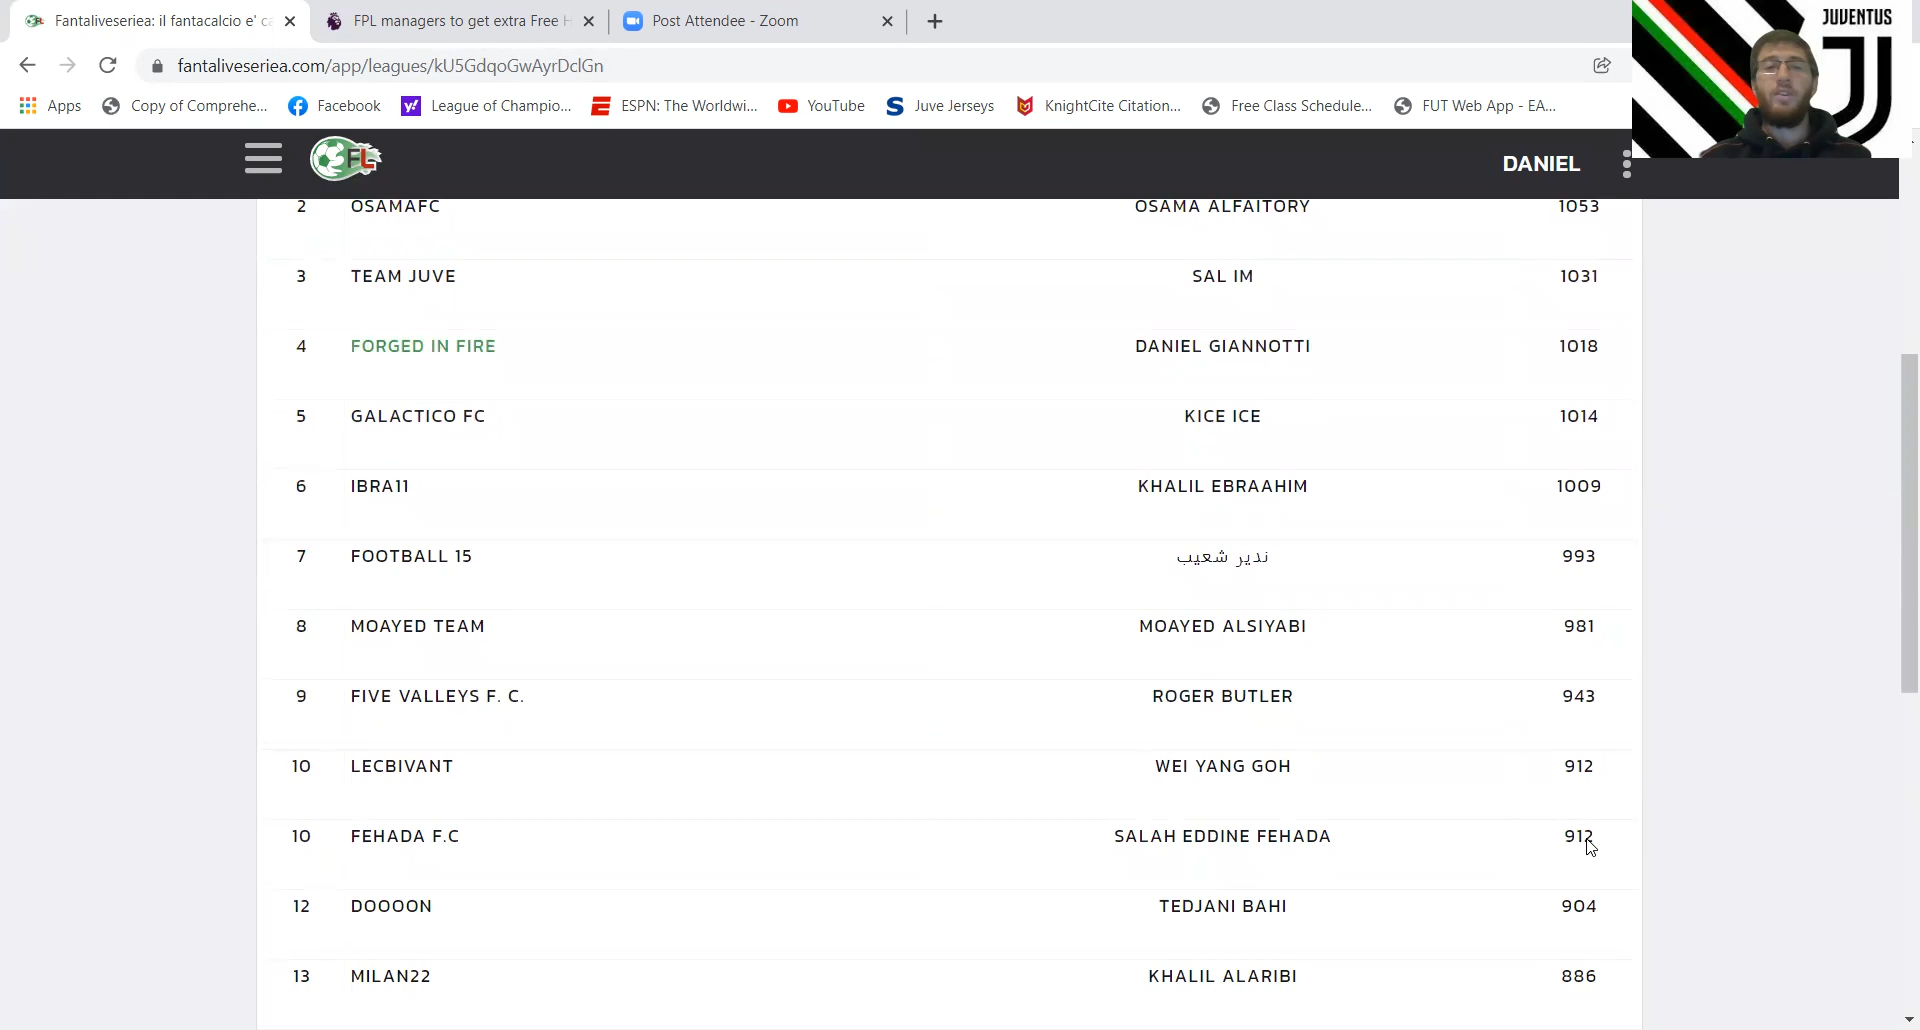 Fantaliveseriea: il fantacalcio e' ca
FPL managers to get extra Free H
Post Attendee - Zoom
fantaliveseriea.com/app/leagues/kU5GdqoGwAyrDclGn
Apps
Copy of Comprehe...
Facebook
League of Champio...
ESPN: The Worldwi...
YouTube
Juve Jerseys
KnightCite Citation...
Free Class Schedule...
FUT Web App - EA...
JUVENTUS
FL
DANIEL
2 OSAMAFC OSAMA ALFAITORY 1053
3 TEAM JUVE SAL IM 1031
4 FORGED IN FIRE DANIEL GIANNOTTI 1018
5 GALACTICO FC KICE ICE 1014
6 IBRA11 KHALIL EBRAAHIM 1009
7 FOOTBALL 15 ندير شعيب 993
8 MOAYED TEAM MOAYED ALSIYABI 981
9 FIVE VALLEYS F. C. ROGER BUTLER 943
10 LECBIVANT WEI YANG GOH 912
10 FEHADA F.C SALAH EDDINE FEHADA 912
12 DOOOON TEDJANI BAHI 904
13 MILAN22 KHALIL ALARIBI 886